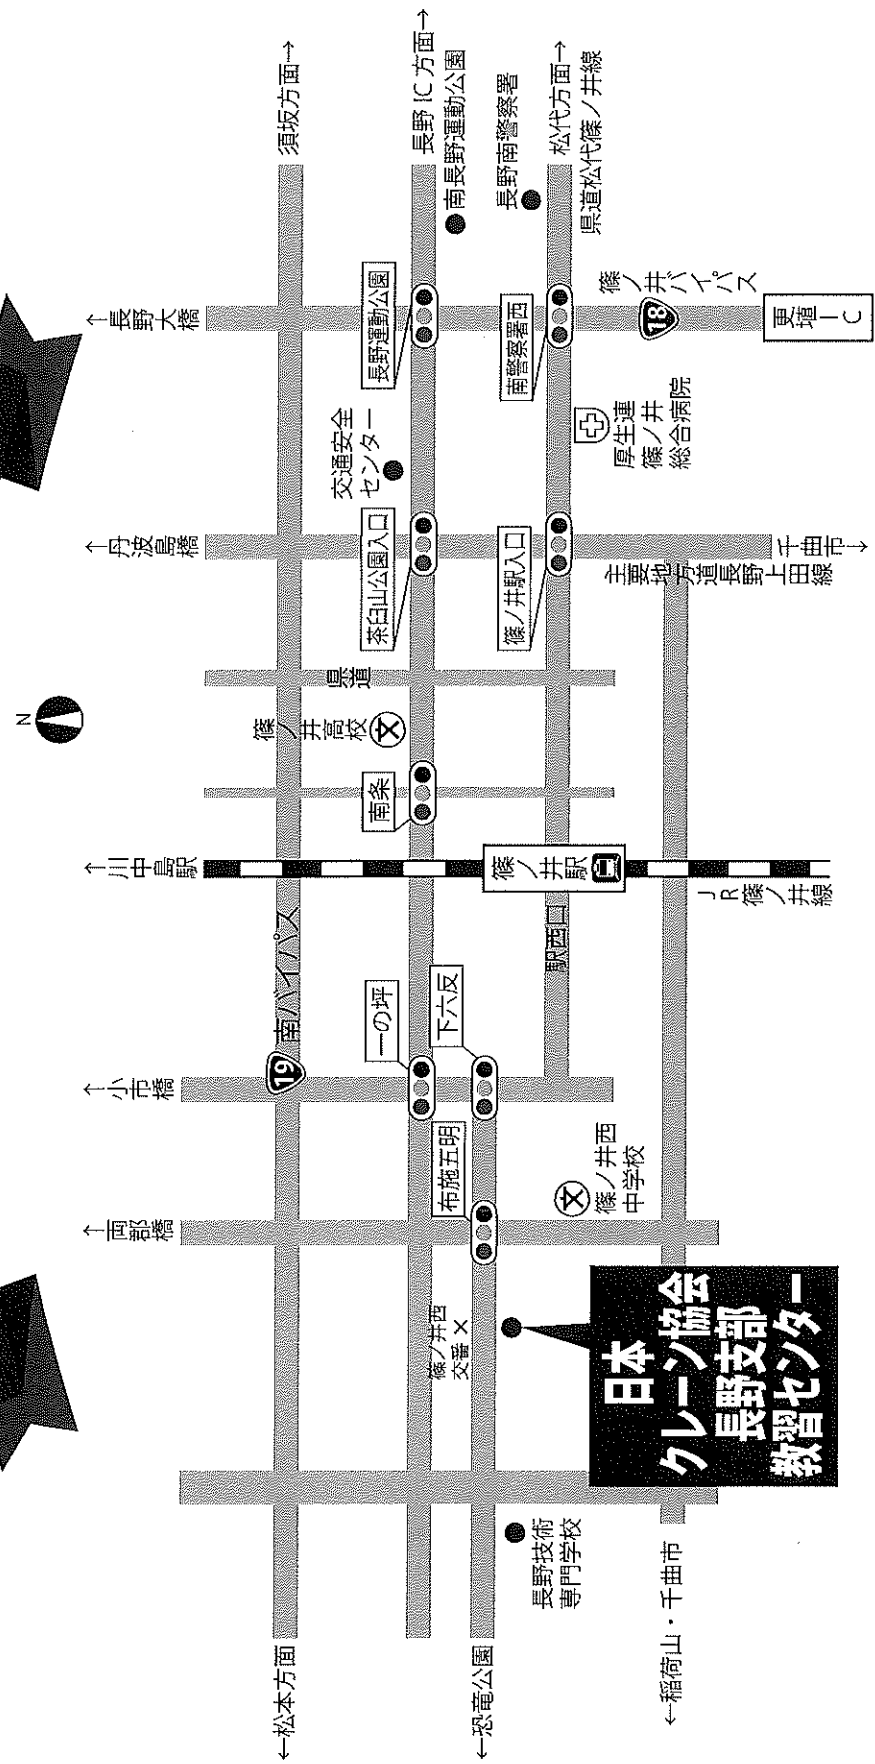 N
↑川中島駅
↑丹波島橋
↑長野大橋
↑小市橋
↑両郡橋
←松本方面
須坂方面→
19
南バイパス
県道
篠ノ井高校
文
交通安全
センター
南条
茶臼山公園入口
長野運動公園
長野IC方面→
南長野運動公園
一の坪
下六反
布施五明
篠ノ井西
交番 ×
←恐竜公園
長野技術
専門学校
日本
クレーン協会
長野支部
教習センター
文
篠ノ井西
中学校
駅西口
篠ノ井駅
JR篠ノ井線
篠ノ井駅入口
南警察署西
長野南警察署
松代方面→
県道松代篠ノ井線
厚生連
篠ノ井
総合病院
18
篠ノ井バイパス
更埴IC
主要地方道長野上田線
千曲市↓
←稲荷山・千曲市